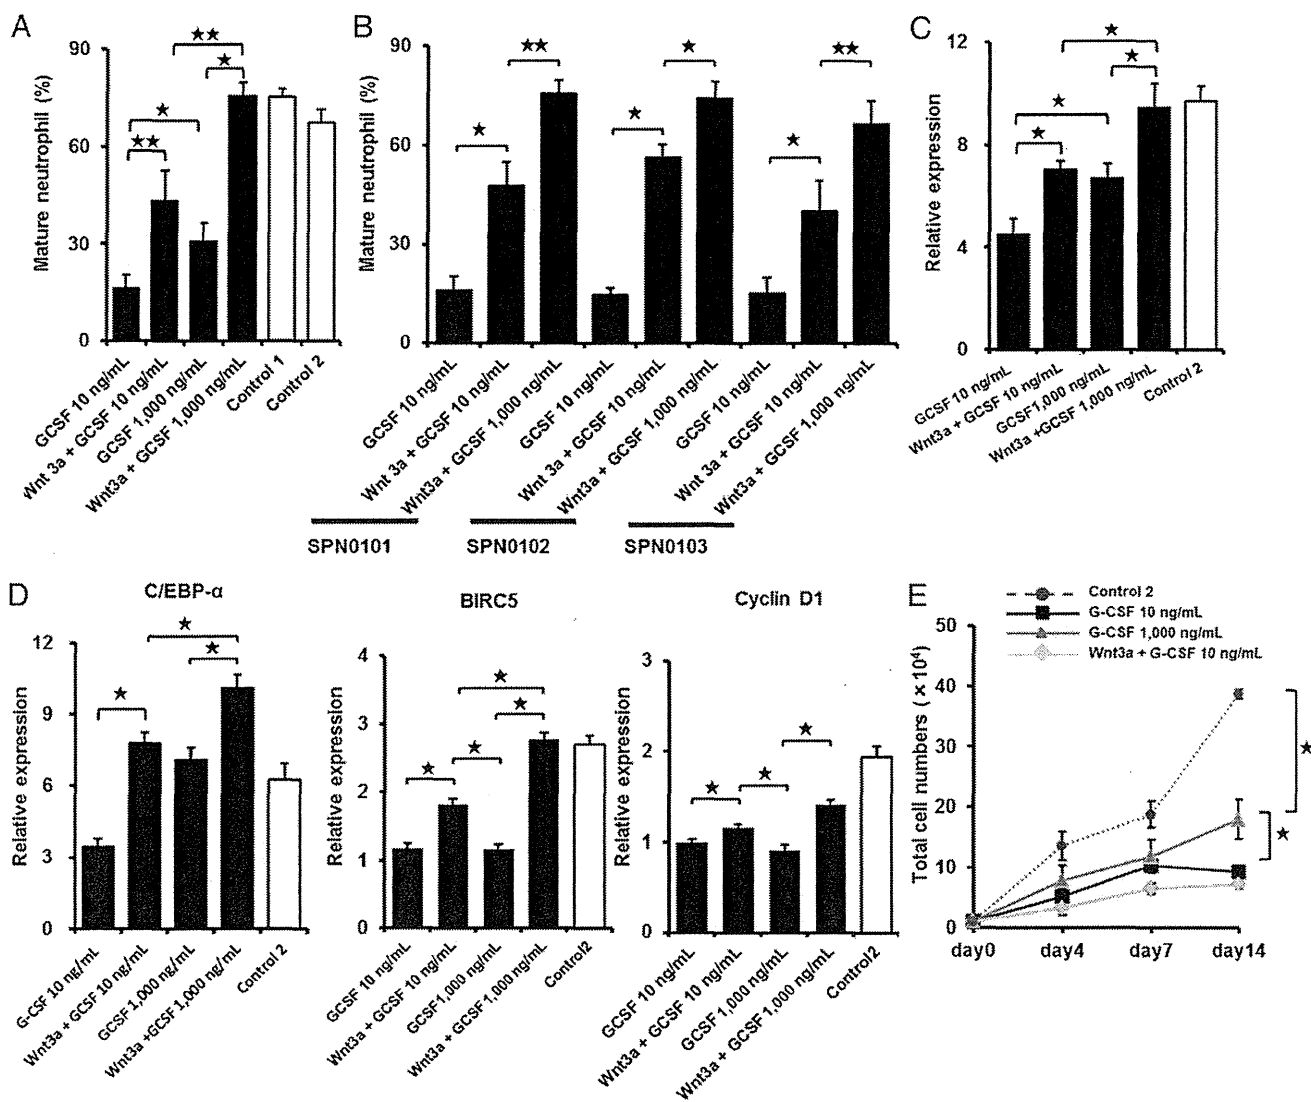 A
Mature neutrophil (%)
90
60
30
0
★★
★
★
★★
GCSF 10 ng/mL
Wnt 3a + GCSF 10 ng/mL
GCSF 1,000 ng/mL
Wnt3a + GCSF 1,000 ng/mL
Control 1
Control 2
B
Mature neutrophil (%)
90
60
30
0
★
★★
★
★
★
★★
GCSF 10 ng/mL
Wnt 3a + GCSF 10 ng/mL
Wnt3a + GCSF 1,000 ng/mL
GCSF 10 ng/mL
Wnt 3a + GCSF 10 ng/mL
Wnt3a + GCSF 1,000 ng/mL
GCSF 10 ng/mL
Wnt 3a + GCSF 10 ng/mL
Wnt3a + GCSF 1,000 ng/mL
SPN0101
SPN0102
SPN0103
C
Relative expression
12
8
4
0
★
★
★
★
GCSF 10 ng/mL
Wnt3a + GCSF 10 ng/mL
GCSF1,000 ng/mL
Wnt3a +GCSF 1,000 ng/mL
Control 2
D
C/EBP-α
Relative expression
12
9
6
3
0
★
★
★
G-CSF 10 ng/mL
Wnt3a + GCSF 10 ng/mL
GCSF 1,000 ng/mL
Wnt3a +GCSF 1,000 ng/mL
Control 2
BIRC5
Relative expression
4
3
2
1
0
★
★
★
★
GCSF 10 ng/mL
Wnt3a + GCSF 10 ng/mL
GCSF1,000 ng/mL
Wnt3a + GCSF 1,000 ng/mL
Control2
Cyclin D1
Relative expression
3
2
1
0
★
★
★
GCSF 10 ng/mL
Wnt3a + GCSF 10 ng/mL
GCSF 1,000 ng/mL
Wnt3a + GCSF 1,000 ng/mL
Control 2
E
Control 2
G-CSF 10 ng/mL
G-CSF 1,000 ng/mL
Wnt3a + G-CSF 10 ng/mL
Total cell numbers (×10⁴)
50
40
30
20
10
0
★
★
day0
day4
day7
day14